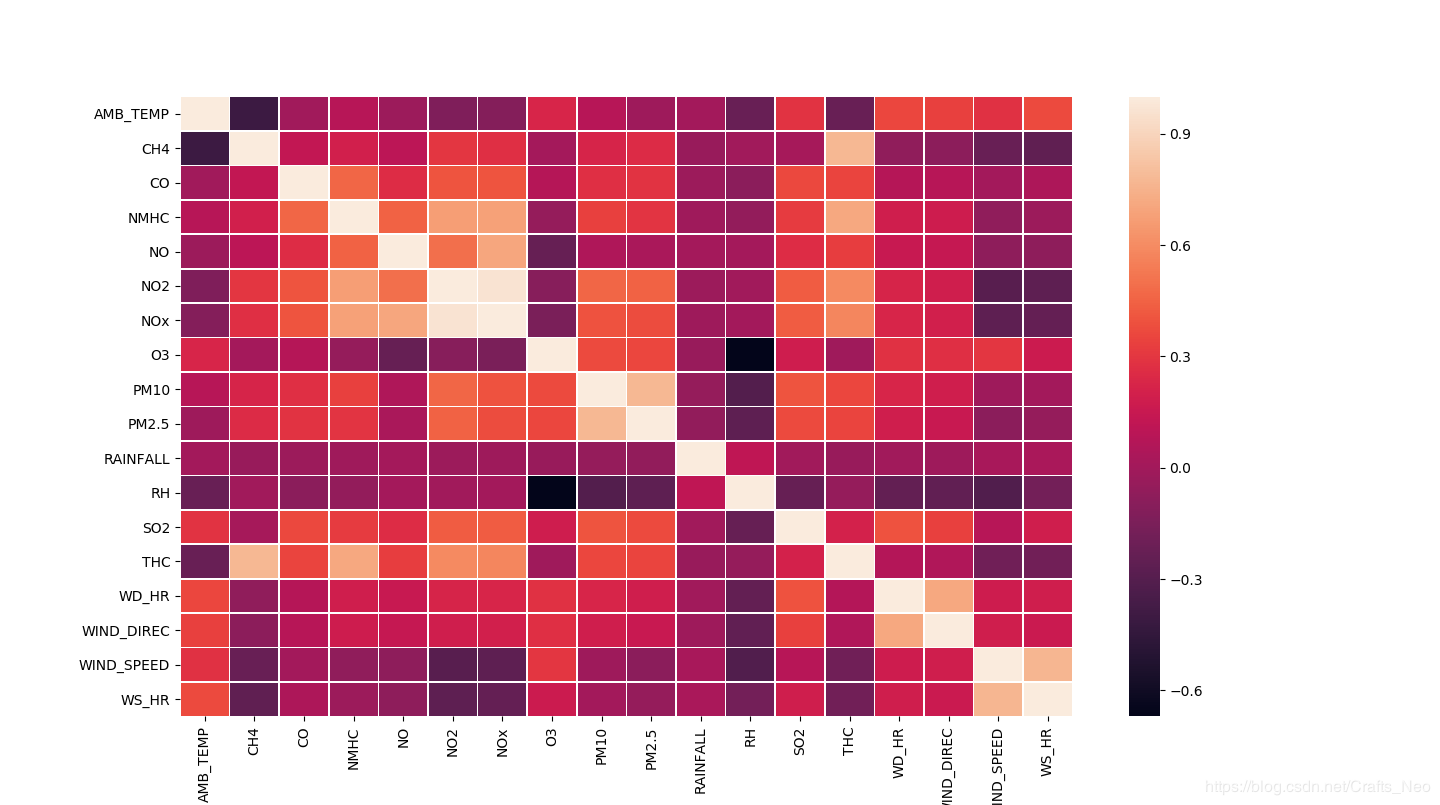 AMB_TEMP
CH4
CO
NMHC
NO
NO2
NOx
O3
PM10
PM2.5
RAINFALL
RH
SO2
THC
WD_HR
WIND_DIREC
WIND_SPEED
WS_HR
0.9
0.6
0.3
0.0
−0.3
−0.6
AMB_TEMP
CH4
CO
NMHC
NO
NO2
NOx
O3
PM10
PM2.5
RAINFALL
RH
SO2
THC
WD_HR
WIND_DIREC
IND_SPEED
WS_HR
https://blog.csdn.net/Crafts_Neo